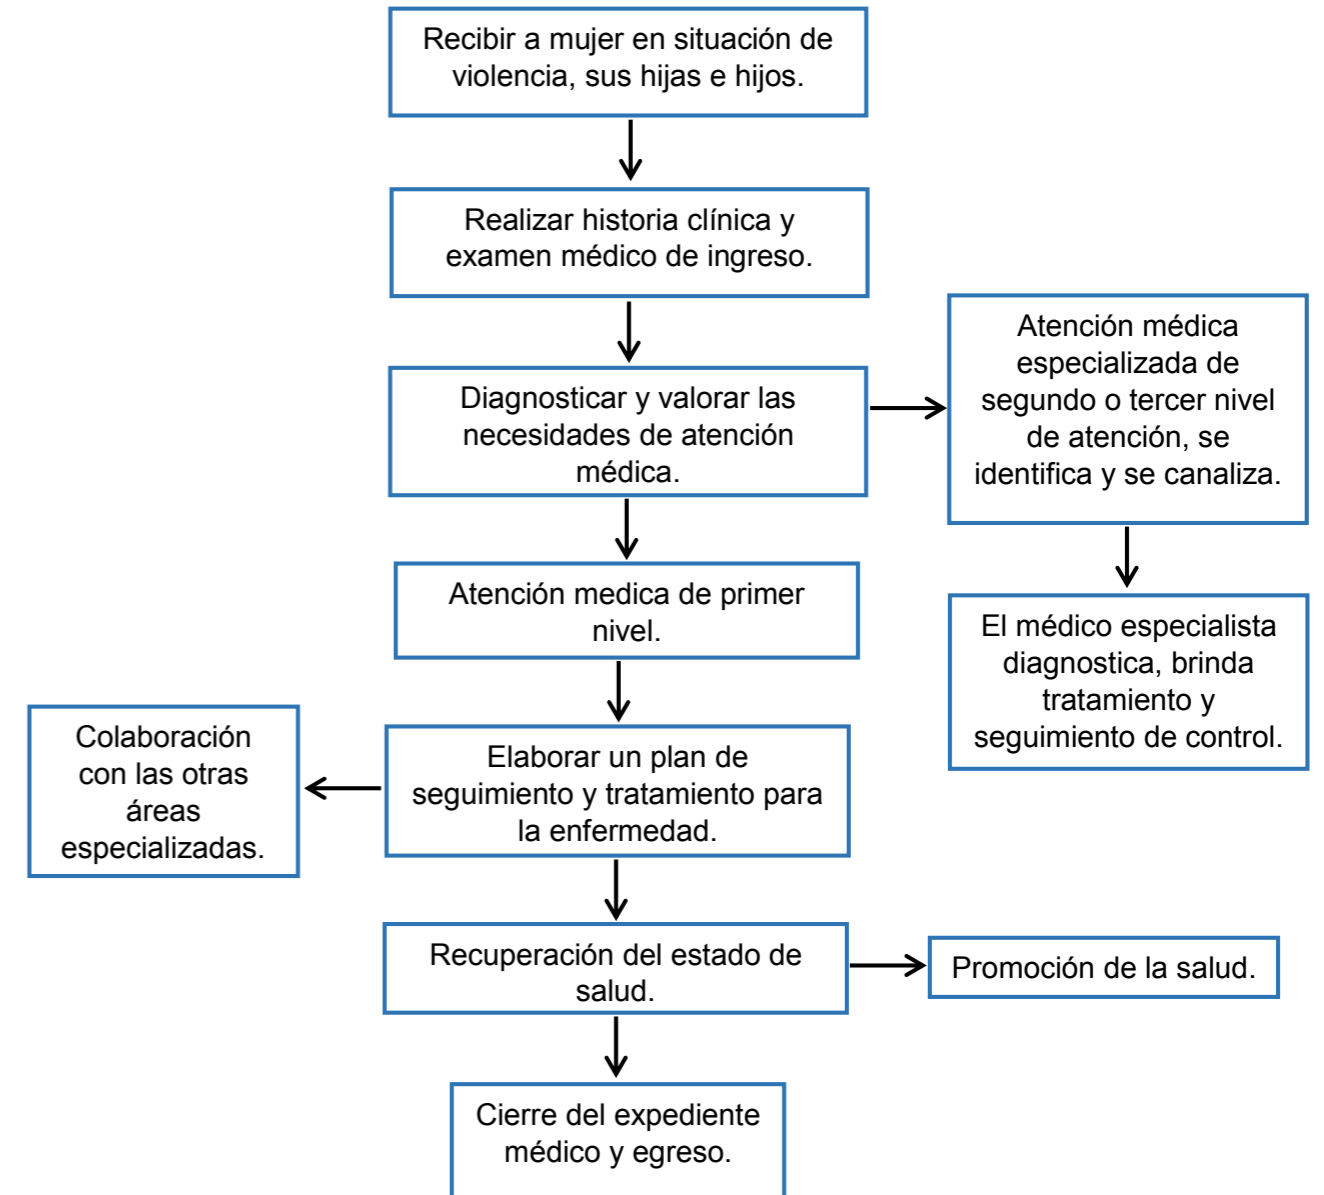 Recibir a mujer en situación de
violencia, sus hijas e hijos.
Realizar historia clínica y
examen médico de ingreso.
Diagnosticar y valorar las
necesidades de atención
médica.
Atención médica
especializada de
segundo o tercer nivel
de atención, se
identifica y se canaliza.
Atención medica de primer
nivel.
El médico especialista
diagnostica, brinda
tratamiento y
seguimiento de control.
Elaborar un plan de
seguimiento y tratamiento para
la enfermedad.
Colaboración
con las otras
áreas
especializadas.
Recuperación del estado de
salud.
Promoción de la salud.
Cierre del expediente
médico y egreso.